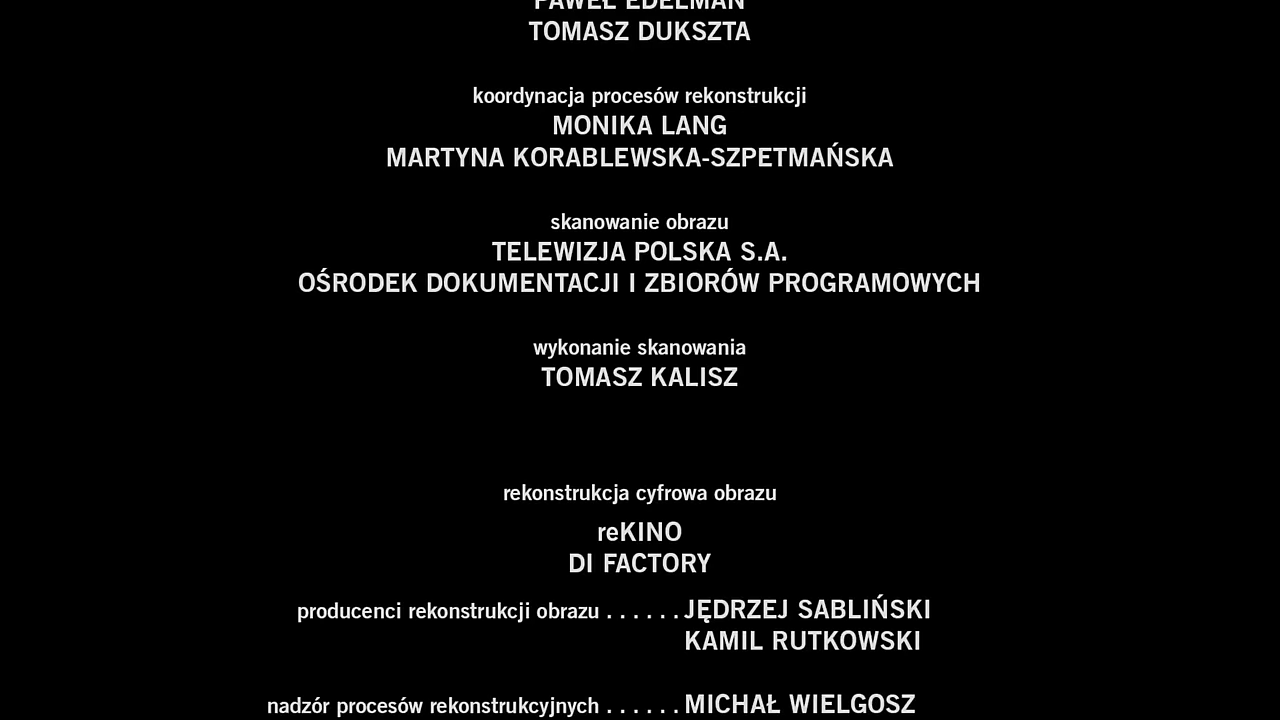 PAWEŁ EDELMAN
TOMASZ DUKSZTA
koordynacja procesów rekonstrukcji
MONIKA LANG
MARTYNA KORABLEWSKA-SZPETMAŃSKA
skanowanie obrazu
TELEWIZJA POLSKA S.A.
OŚRODEK DOKUMENTACJI I ZBIORÓW PROGRAMOWYCH
wykonanie skanowania
TOMASZ KALISZ
rekonstrukcja cyfrowa obrazu
reKINO
DI FACTORY
producenci rekonstrukcji obrazu . . . . . . JĘDRZEJ SABLIŃSKI
KAMIL RUTKOWSKI
nadzór procesów rekonstrukcyjnych . . . . . . MICHAŁ WIELGOSZ